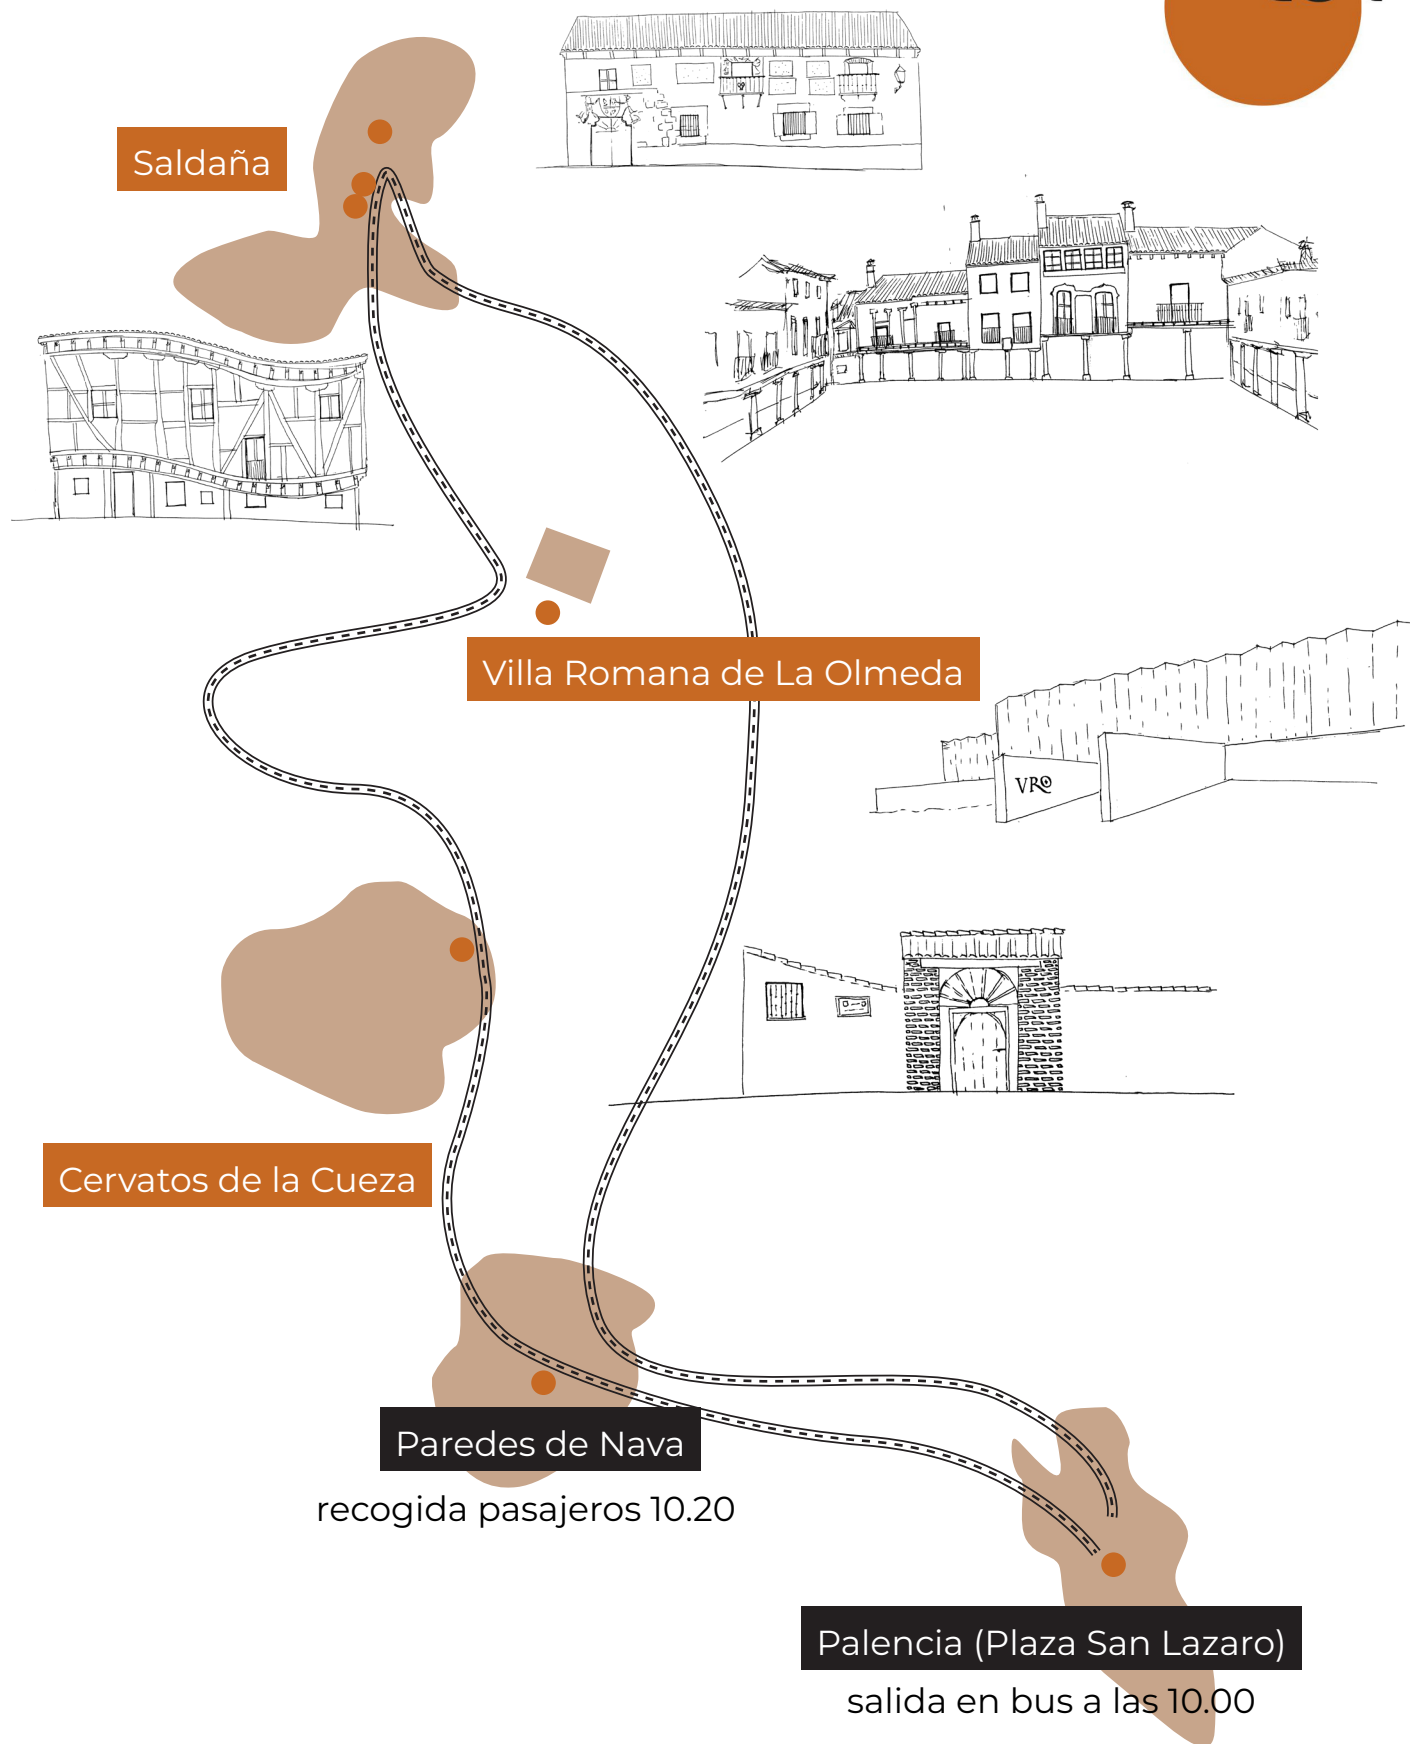 Saldaña
Villa Romana de La Olmeda
VRO
Cervatos de la Cueza
Paredes de Nava
recogida pasajeros 10.20
Palencia (Plaza San Lazaro)
salida en bus a las 10.00